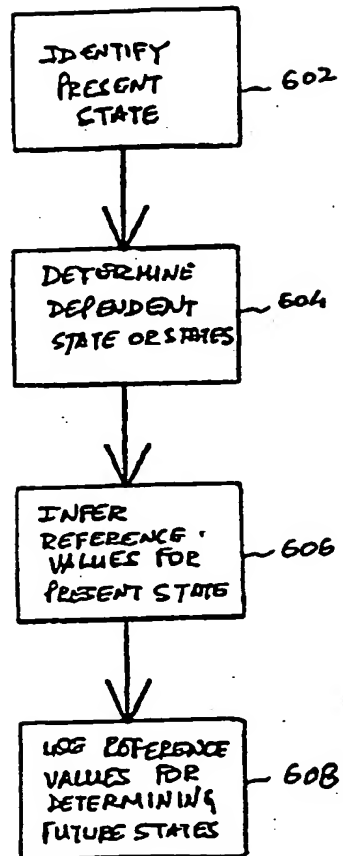 IDENTIFY
PRESENT
STATE
602
DETERMINE
DEPENDENT
STATE OR STATES
604
INFER
REFERENCE
VALUES FOR
PRESENT STATE
606
USE REFERENCE
VALUES FOR
DETERMINING
FUTURE STATES
608